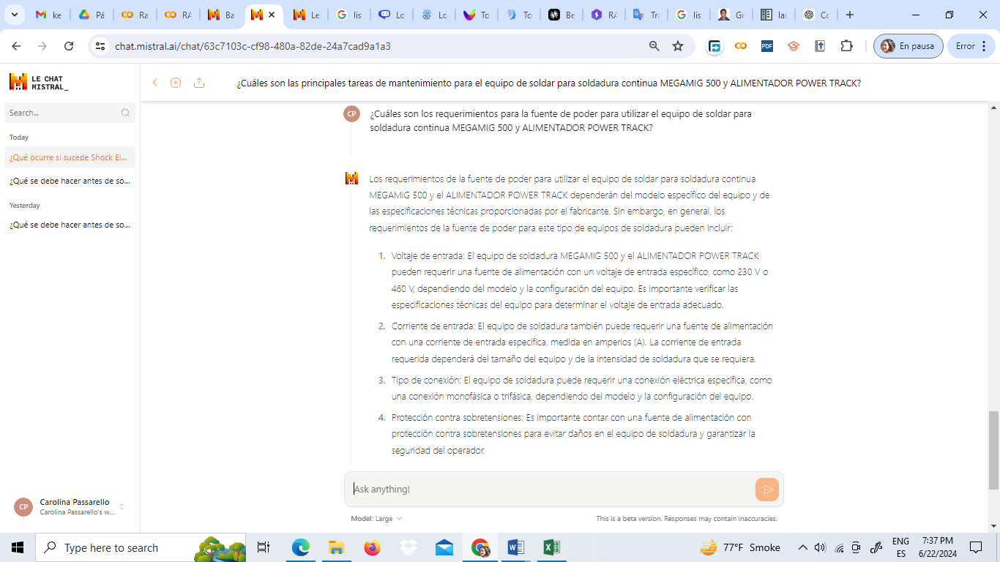 ke
Pá
Ra
RA
Ba
Le
lis
Lo
Lo
To
To
Be
RA
Tra
lis
Gr
lar
Co
chat.mistral.ai/chat/63c7103c-cf98-480a-82de-24a7cad9a1a3
PDF
En pausa
Error
LE CHAT
MISTRAL_
¿Cuáles son las principales tareas de mantenimiento para el equipo de soldar para soldadura continua MEGAMIG 500 y ALIMENTADOR POWER TRACK?
Search...
Today
¿Qué ocurre si sucede Shock El...
¿Qué se debe hacer antes de so...
Yesterday
¿Qué se debe hacer antes de so...
CP
¿Cuáles son los requerimientos para la fuente de poder para utilizar el equipo de soldar para
soldadura continua MEGAMIG 500 y ALIMENTADOR POWER TRACK?
Los requerimientos de la fuente de poder para utilizar el equipo de soldar para soldadura continua
MEGAMIG 500 y el ALIMENTADOR POWER TRACK dependerán del modelo específico del equipo y de
las especificaciones técnicas proporcionadas por el fabricante. Sin embargo, en general, los
requerimientos de la fuente de poder para este tipo de equipos de soldadura pueden incluir:
1. Voltaje de entrada: El equipo de soldadura MEGAMIG 500 y el ALIMENTADOR POWER TRACK
pueden requerir una fuente de alimentación con un voltaje de entrada específico, como 230 V o
460 V, dependiendo del modelo y la configuración del equipo. Es importante verificar las
especificaciones técnicas del equipo para determinar el voltaje de entrada adecuado.
2. Corriente de entrada: El equipo de soldadura también puede requerir una fuente de alimentación
con una corriente de entrada específica, medida en amperios (A). La corriente de entrada
requerida dependerá del tamaño del equipo y de la intensidad de soldadura que se requiera.
3. Tipo de conexión: El equipo de soldadura puede requerir una conexión eléctrica específica, como
una conexión monofásica o trifásica, dependiendo del modelo y la configuración del equipo.
4. Protección contra sobretensiones: Es importante contar con una fuente de alimentación con
protección contra sobretensiones para evitar daños en el equipo de soldadura y garantizar la
seguridad del operador.
Ask anything!
Model: Large
This is a beta version. Responses may contain inaccuracies.
CP
Carolina Passarello
Carolina Passarello's w...
Type here to search
77°F Smoke
ENG
ES
7:37 PM
6/22/2024